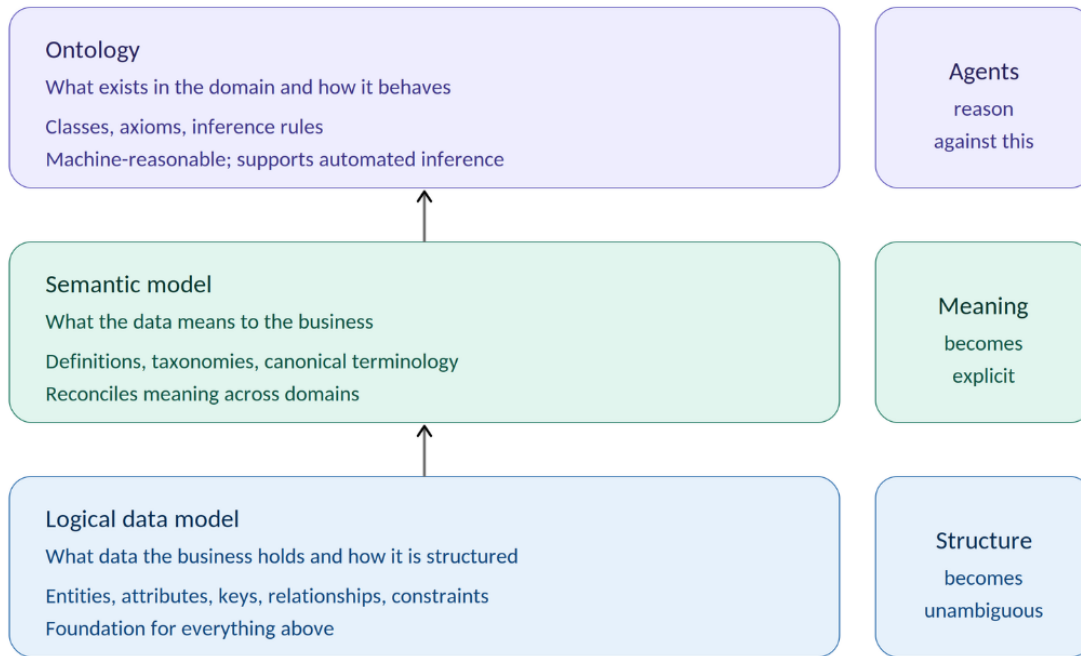 Ontology
What exists in the domain and how it behaves
Classes, axioms, inference rules
Machine-reasonable; supports automated inference
Agents
reason
against this
Semantic model
What the data means to the business
Definitions, taxonomies, canonical terminology
Reconciles meaning across domains
Meaning
becomes
explicit
Logical data model
What data the business holds and how it is structured
Entities, attributes, keys, relationships, constraints
Foundation for everything above
Structure
becomes
unambiguous